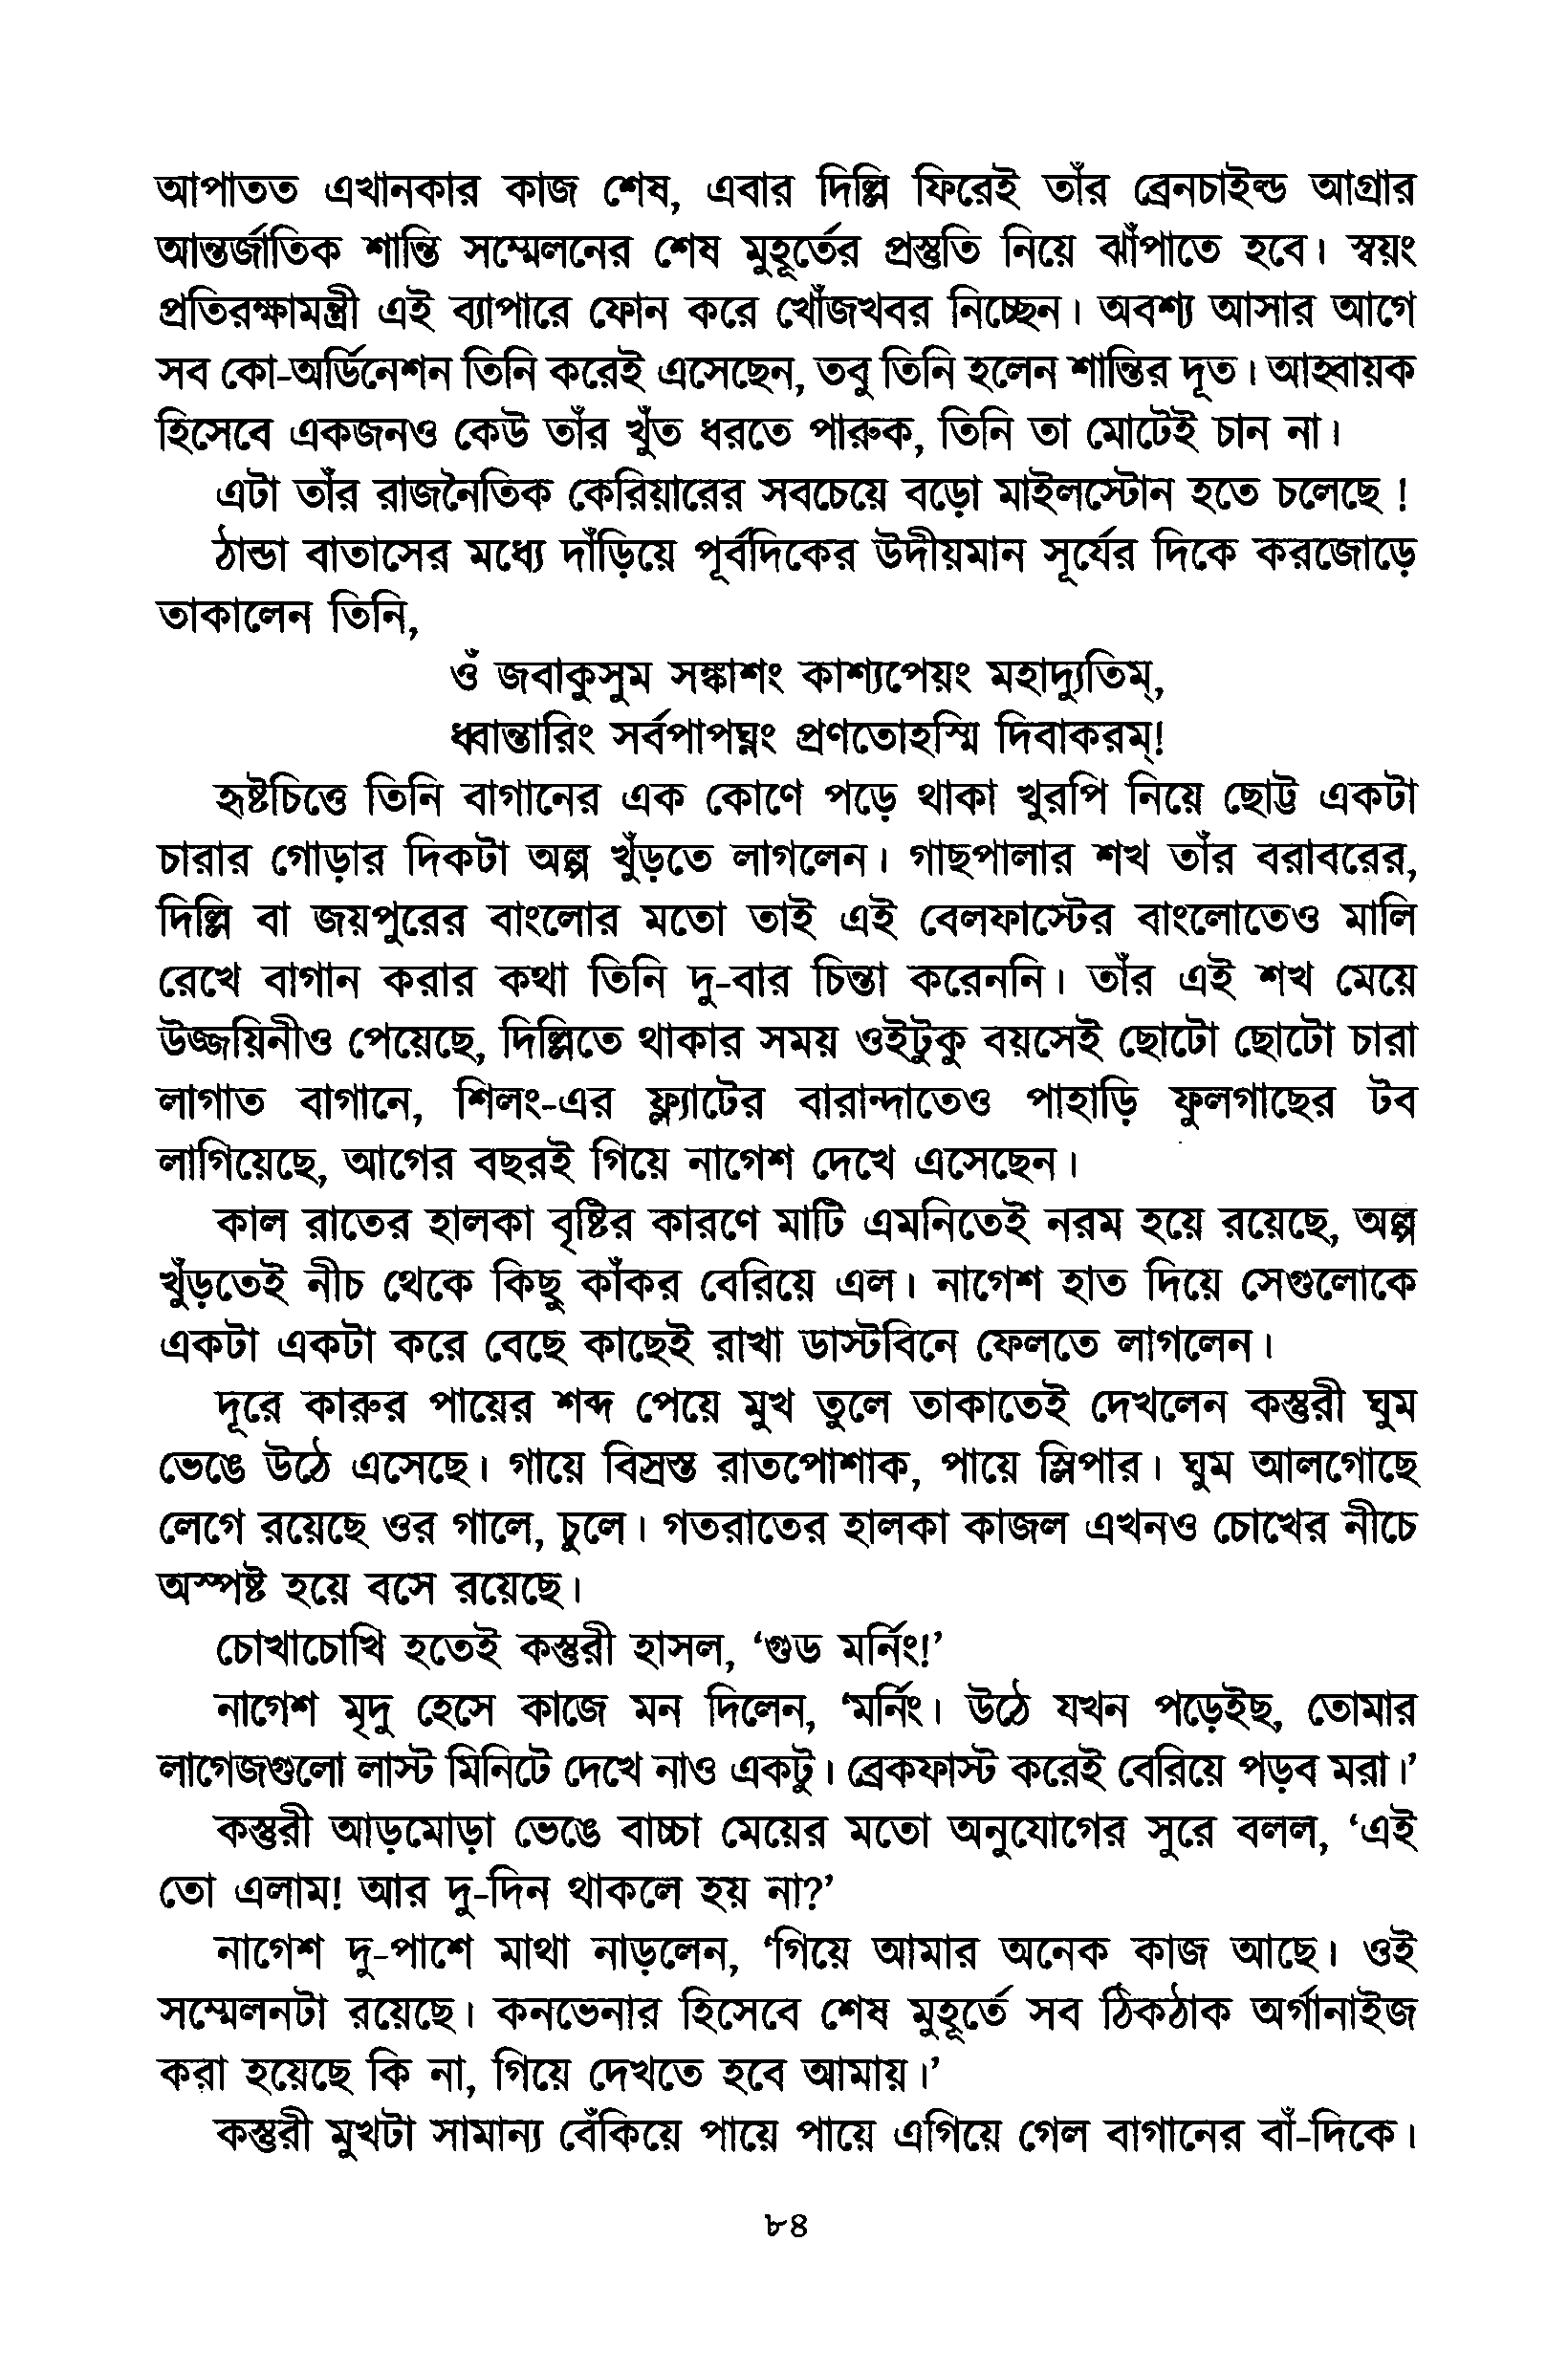 আপাতত এখানকার কাজ শেষ, এবার দিল্লি ফিরেই তাঁর ব্রেনচাইল্ড আগ্রার
আন্তর্জাতিক শান্তি সম্মেলনের শেষ মুহূর্তের প্রস্তুতি নিয়ে ঝাঁপাতে হবে। স্বয়ং
প্রতিরক্ষামন্ত্রী এই ব্যাপারে ফোন করে খোঁজখবর নিচ্ছেন। অবশ্য আসার আগে
সব কো-অর্ডিনেশন তিনি করেই এসেছেন, তবু তিনি হলেন শান্তির দূত। আহ্বায়ক
হিসেবে একজনও কেউ তাঁর খুঁত ধরতে পারুক, তিনি তা মোটেই চান না।
এটা তাঁর রাজনৈতিক কেরিয়ারের সবচেয়ে বড়ো মাইলস্টোন হতে চলেছে !
ঠান্ডা বাতাসের মধ্যে দাঁড়িয়ে পূর্বদিকের উদীয়মান সূর্যের দিকে করজোড়ে
তাকালেন তিনি,
ওঁ জবাকুসুম সঙ্কাশং কাশ্যপেয়ং মহাদ্যুতিম্,
ধ্বান্তারিং সর্বপাপঘ্নং প্রণতোহস্মি দিবাকরম্!
হৃষ্টচিত্তে তিনি বাগানের এক কোণে পড়ে থাকা খুরপি নিয়ে ছোট্ট একটা
চারার গোড়ার দিকটা অল্প খুঁড়তে লাগলেন। গাছপালার শখ তাঁর বরাবরের,
দিল্লি বা জয়পুরের বাংলোর মতো তাই এই বেলফাস্টের বাংলোতেও মালি
রেখে বাগান করার কথা তিনি দু-বার চিন্তা করেননি। তাঁর এই শখ মেয়ে
উজ্জয়িনীও পেয়েছে, দিল্লিতে থাকার সময় ওইটুকু বয়সেই ছোটো ছোটো চারা
লাগাত বাগানে, শিলং-এর ফ্ল্যাটের বারান্দাতেও পাহাড়ি ফুলগাছের টব
লাগিয়েছে, আগের বছরই গিয়ে নাগেশ দেখে এসেছেন।
কাল রাতের হালকা বৃষ্টির কারণে মাটি এমনিতেই নরম হয়ে রয়েছে, অল্প
খুঁড়তেই নীচ থেকে কিছু কাঁকর বেরিয়ে এল। নাগেশ হাত দিয়ে সেগুলোকে
একটা একটা করে বেছে কাছেই রাখা ডাস্টবিনে ফেলতে লাগলেন।
দূরে কারুর পায়ের শব্দ পেয়ে মুখ তুলে তাকাতেই দেখলেন কস্তুরী ঘুম
ভেঙে উঠে এসেছে। গায়ে বিস্রস্ত রাতপোশাক, পায়ে স্লিপার। ঘুম আলগোছে
লেগে রয়েছে ওর গালে, চুলে। গতরাতের হালকা কাজল এখনও চোখের নীচে
অস্পষ্ট হয়ে বসে রয়েছে।
চোখাচোখি হতেই কস্তুরী হাসল, ‘গুড মর্নিং!’
নাগেশ মৃদু হেসে কাজে মন দিলেন, ‘মর্নিং। উঠে যখন পড়েইছ, তোমার
লাগেজগুলো লাস্ট মিনিটে দেখে নাও একটু। ব্রেকফাস্ট করেই বেরিয়ে পড়ব মরা।’
কস্তুরী আড়মোড়া ভেঙে বাচ্চা মেয়ের মতো অনুযোগের সুরে বলল, ‘এই
তো এলাম! আর দু-দিন থাকলে হয় না?’
নাগেশ দু-পাশে মাথা নাড়লেন, ‘গিয়ে আমার অনেক কাজ আছে। ওই
সম্মেলনটা রয়েছে। কনভেনার হিসেবে শেষ মুহূর্তে সব ঠিকঠাক অর্গানাইজ
করা হয়েছে কি না, গিয়ে দেখতে হবে আমায়।’
কস্তুরী মুখটা সামান্য বেঁকিয়ে পায়ে পায়ে এগিয়ে গেল বাগানের বাঁ-দিকে।
৮৪